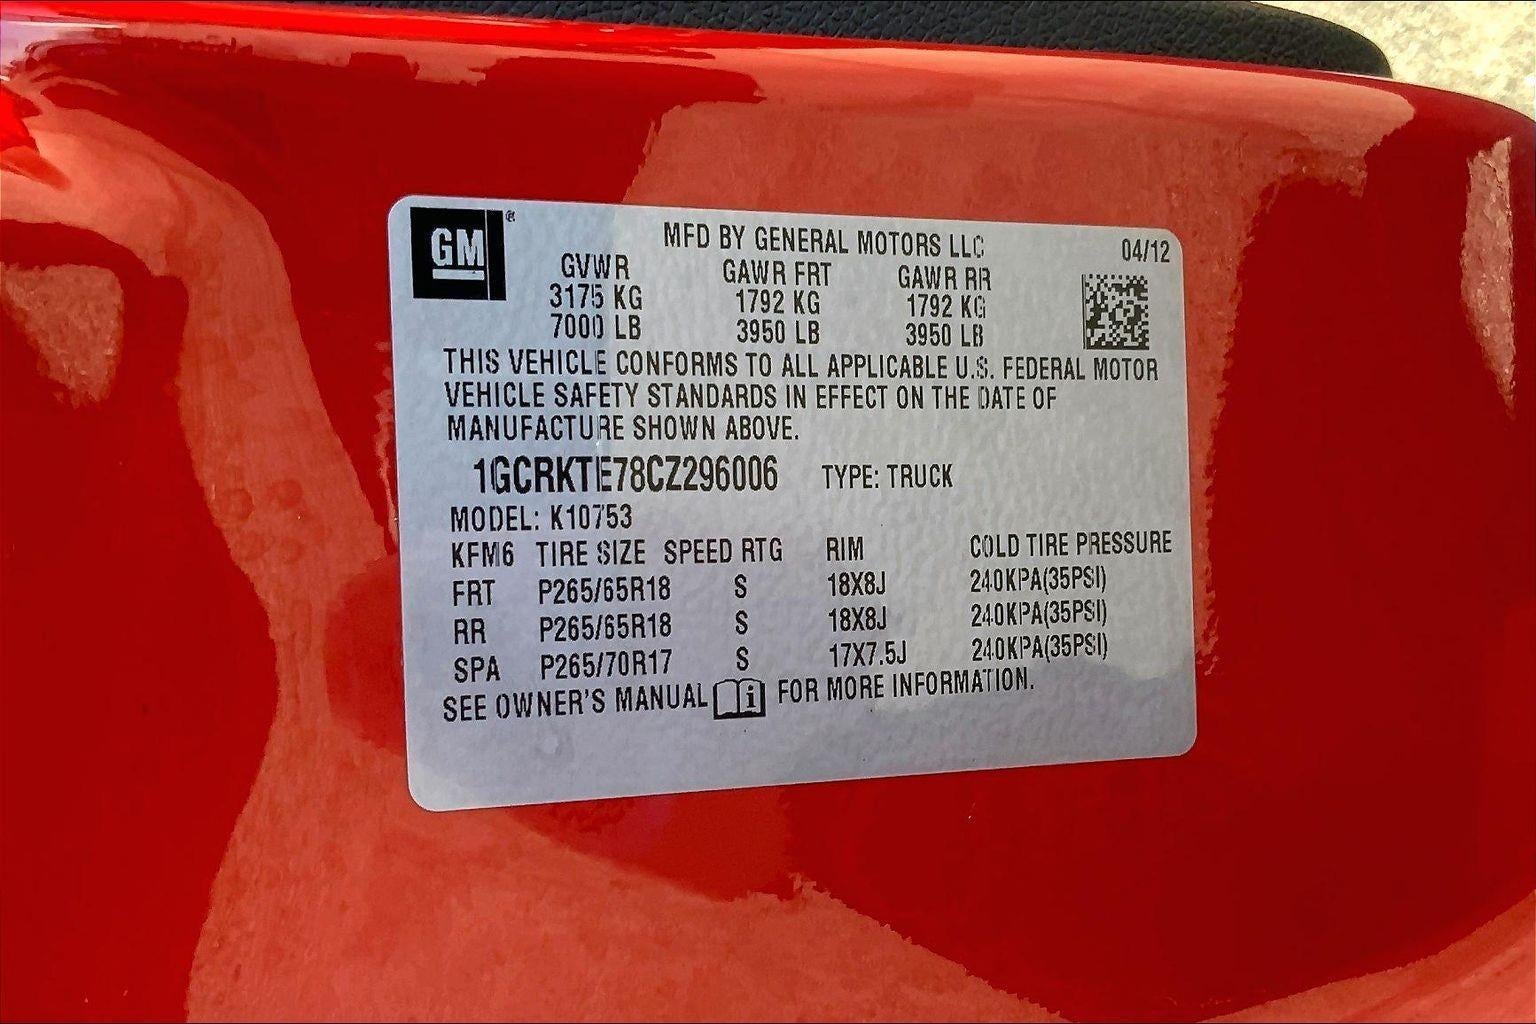 GM®
MFD BY GENERAL MOTORS LLC 04/12
GVWR GAWR FRT GAWR RR
3175 KG 1792 KG 1792 KG
7000 LB 3950 LB 3950 LB
THIS VEHICLE CONFORMS TO ALL APPLICABLE U.S. FEDERAL MOTOR
VEHICLE SAFETY STANDARDS IN EFFECT ON THE DATE OF
MANUFACTURE SHOWN ABOVE.
1GCRKTE78CZ296006 TYPE: TRUCK
MODEL: K10753
KFM6 TIRE SIZE SPEED RTG RIM COLD TIRE PRESSURE
FRT P265/65R18 S 18X8J 240KPA(35PSI)
RR P265/65R18 S 18X8J 240KPA(35PSI)
SPA P265/70R17 S 17X7.5J 240KPA(35PSI)
SEE OWNER'S MANUAL i FOR MORE INFORMATION.